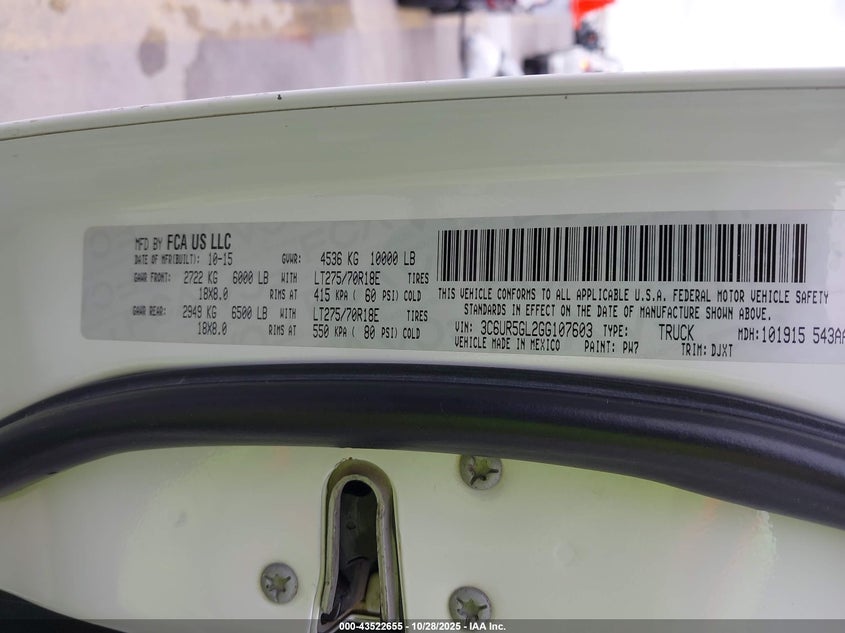 MFD BY FCA US LLC
DATE OF MFR(BUILT): 10-15 GVWR: 4536 KG 10000 LB
GAWR FRONT: 2722 KG 6000 LB WITH LT275/70R18E TIRES
18X8.0 RIMS AT 415 KPA ( 60 PSI) COLD
GAWR REAR: 2949 KG 6500 LB WITH LT275/70R18E TIRES
18X8.0 RIMS AT 550 KPA ( 80 PSI) COLD
THIS VEHICLE CONFORMS TO ALL APPLICABLE U.S.A. FEDERAL MOTOR VEHICLE SAFETY
STANDARDS IN EFFECT ON THE DATE OF MANUFACTURE SHOWN ABOVE.
VIN: 3C6UR5GL2GG107603 TYPE: TRUCK MDH:101915 543AA
VEHICLE MADE IN MEXICO PAINT: PW7 TRIM: DJXT
000-43522655 | 10/28/2025 | IAA Inc.